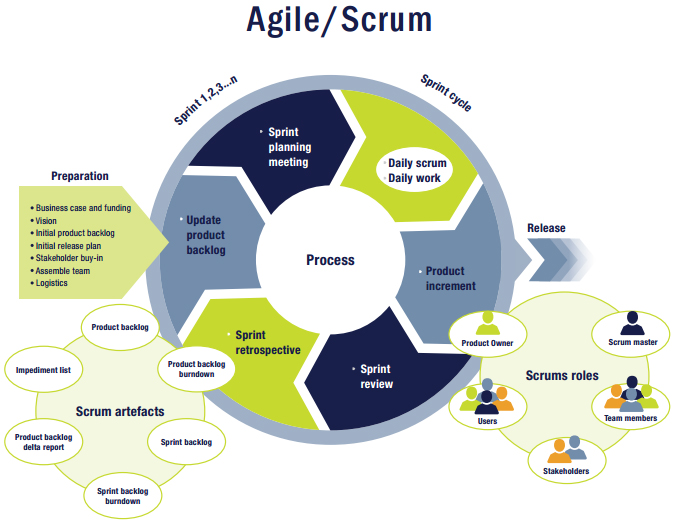 Agile/Scrum
Sprint 1,2,3...n
Sprint cycle
• Sprint
planning
meeting
• Daily scrum
• Daily work
Preparation
• Business case and funding
• Vision
• Initial product backlog
• Initial release plan
• Stakeholder buy-in
• Assemble team
• Logistics
• Update
product
backlog
Process
• Product
increment
Release
• Sprint
retrospective
• Sprint
review
Product backlog
Impediment list
Product backlog
burndown
Scrum artefacts
Product backlog
delta report
Sprint backlog
Sprint backlog
burndown
Product Owner
Scrum master
Scrums roles
Users
Team members
Stakeholders